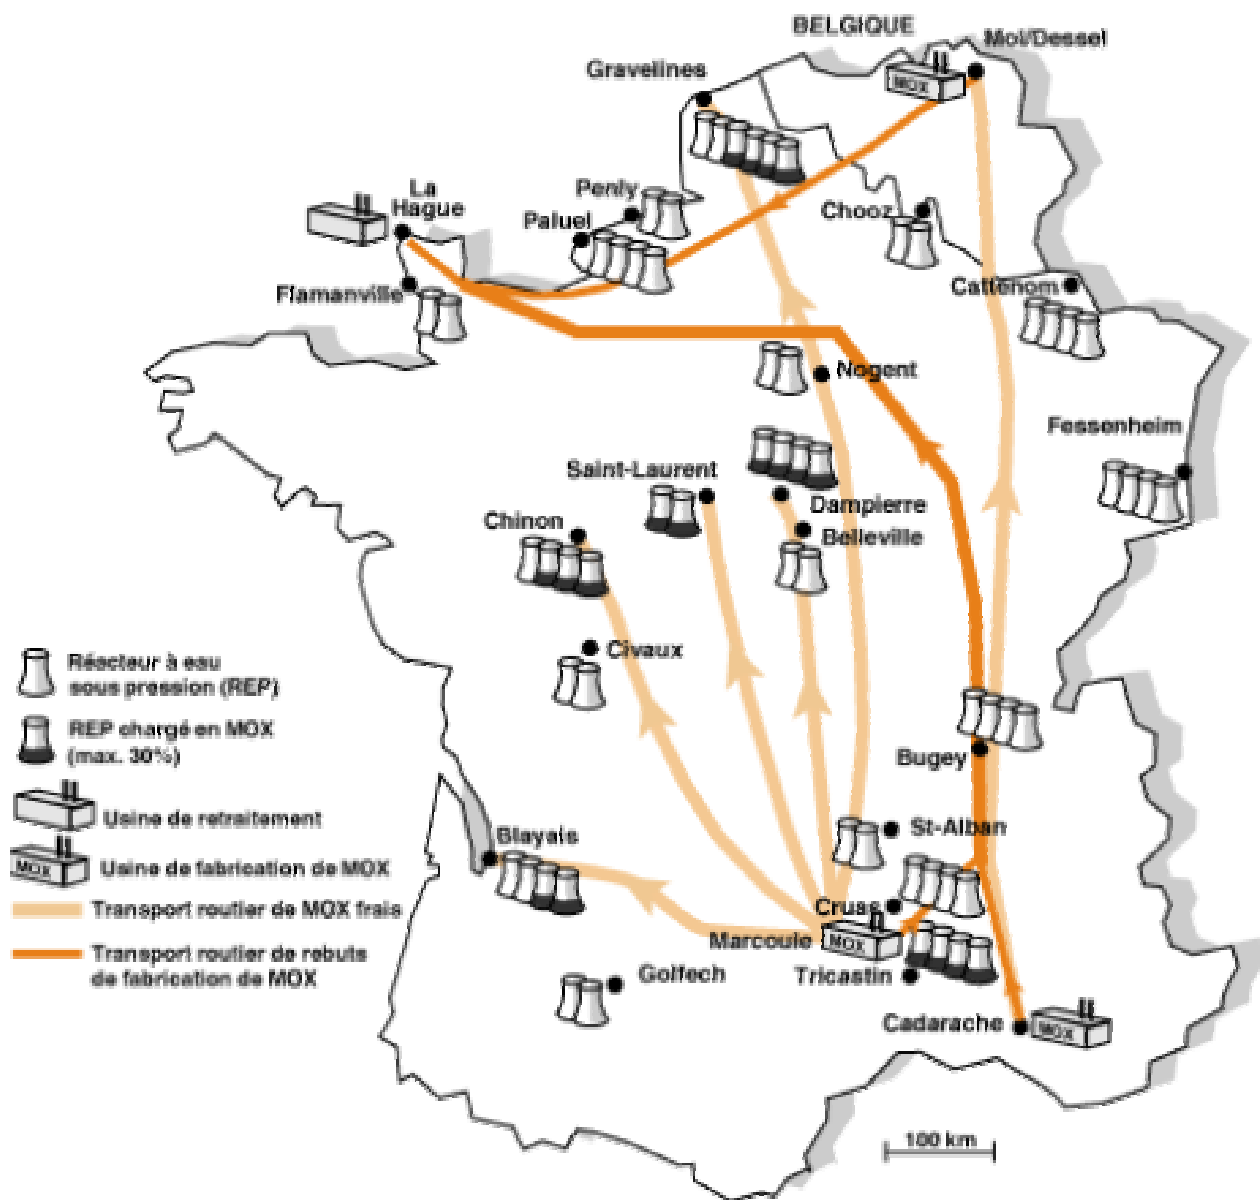 BELGIQUE
Mol/Dessel
MOX
Gravelines
La
Hague
Penly
Paluel
Chooz
Flamanville
Cattenom
Nogent
Fessenheim
Saint-Laurent
Dampierre
Chinon
Belleville
Civaux
Réacteur à eau
sous pression (REP)
REP chargé en MOX
(max. 30%)
Bugey
Usine de retraitement
St-Alban
Blayais
MOX
Usine de fabrication de MOX
Transport routier de MOX frais
Cruas
Marcoule
MOX
Transport routier de rebuts
de fabrication de MOX
Golfech
Tricastin
Cadarache
MOX
100 km